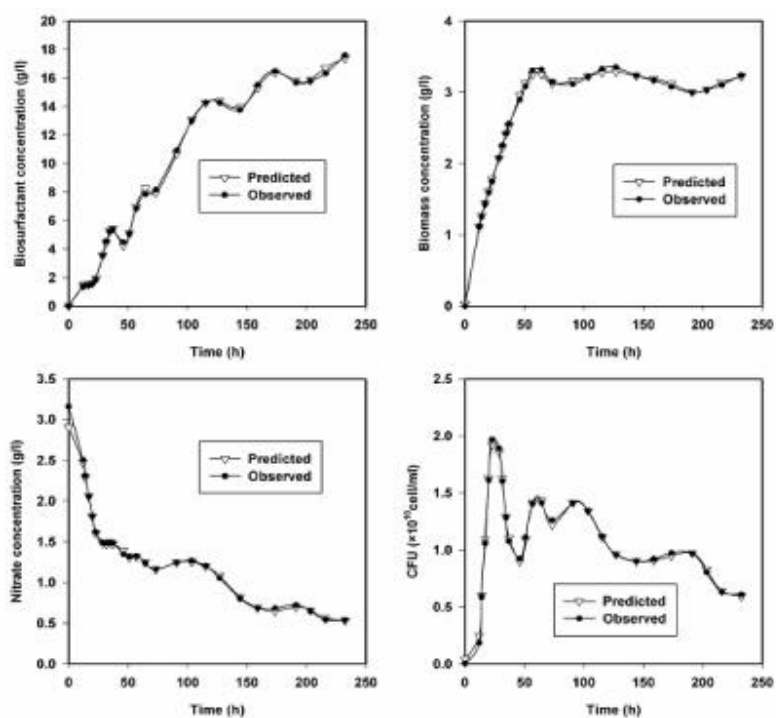 20
18
16
14
12
10
8
6
4
2
0
Biosurfactant concentration (g/l)
Predicted
Observed
0 50 100 150 200 250
Time (h)
4
3
2
1
0
Biomass concentration (g/l)
Predicted
Observed
0 50 100 150 200 250
Time (h)
3.5
3.0
2.5
2.0
1.5
1.0
0.5
0.0
Nitrate concentration (g/l)
Predicted
Observed
0 50 100 150 200 250
Time (h)
2.5
2.0
1.5
1.0
0.5
0.0
CFU (×10¹⁰cell/ml)
Predicted
Observed
0 50 100 150 200 250
Time (h)